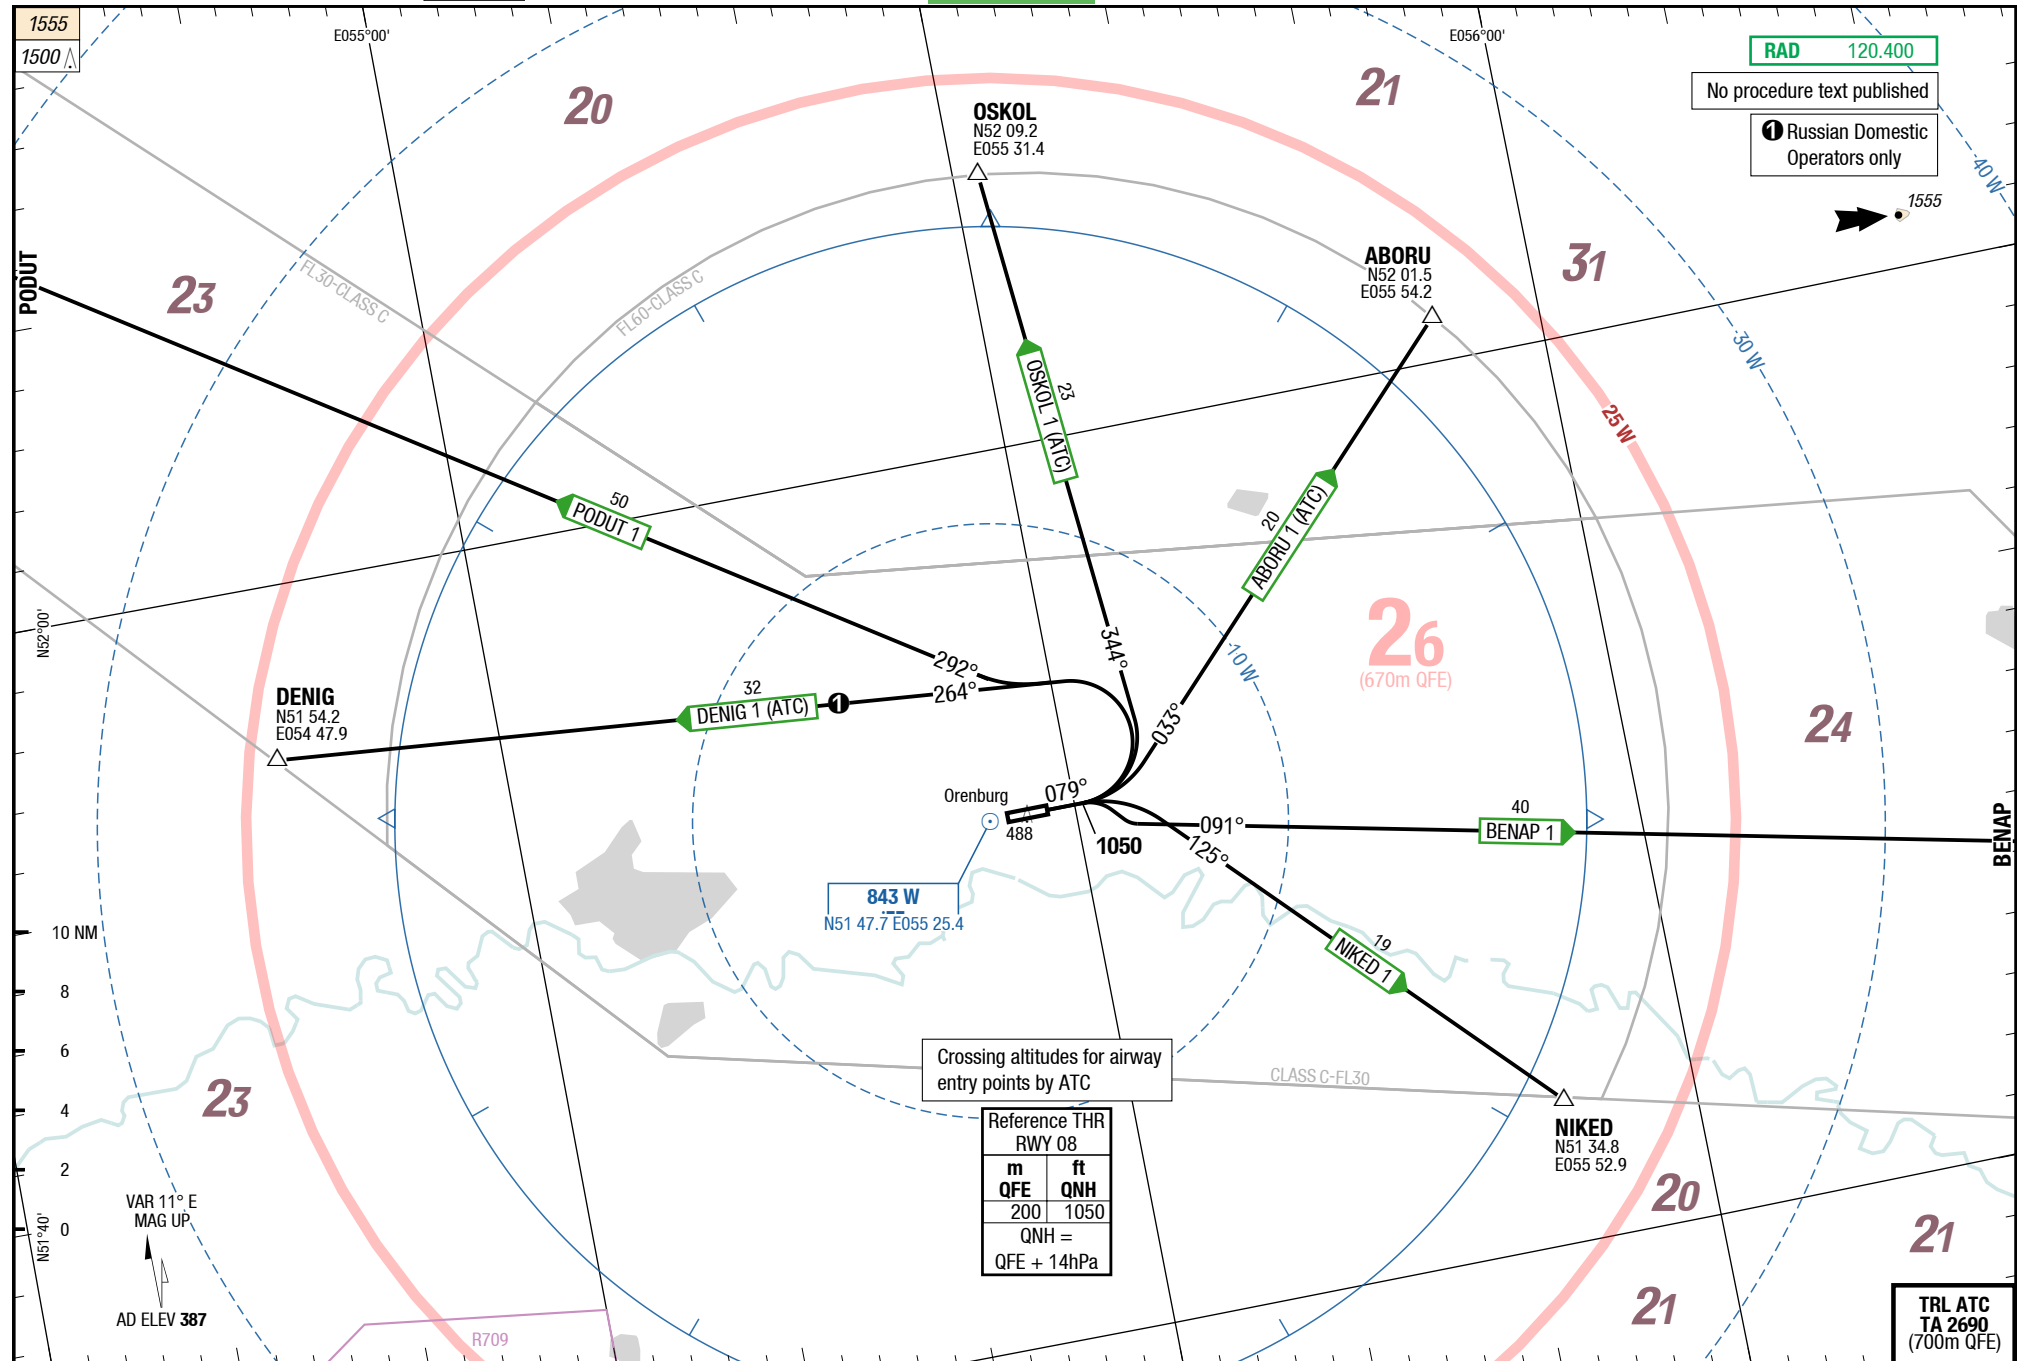 1555
1500
E055°00'
E056°00'
RAD 120.400
No procedure text published
1 Russian Domestic
Operators only
1555
20
21
OSKOL
N52 09.2
E055 31.4
40 W
PODUT
23
FL30-CLASS C
FL60-CLASS C
ABORU
N52 01.5
E055 54.2
31
30 W
25 W
OSKOL 1 (ATC)
23
50
PODUT 1
20
ABORU 1 (ATC)
N52°00'
344°
10 W
26
(670m QFE)
292°
264°
32
DENIG 1 (ATC)
1
DENIG
N51 54.2
E054 47.9
033°
24
Orenburg
079°
488
1050
091°
125°
40
BENAP 1
BENAP
843 W
N51 47.7 E055 25.4
10 NM
8
6
4
2
0
19
NIKED 1
Crossing altitudes for airway
entry points by ATC
CLASS C-FL30
23
Reference THR
RWY 08
m ft
QFE QNH
200 1050
QNH =
QFE + 14hPa
NIKED
N51 34.8
E055 52.9
20
21
21
N51°40'
VAR 11° E
MAG UP
AD ELEV 387
R709
TRL ATC
TA 2690
(700m QFE)